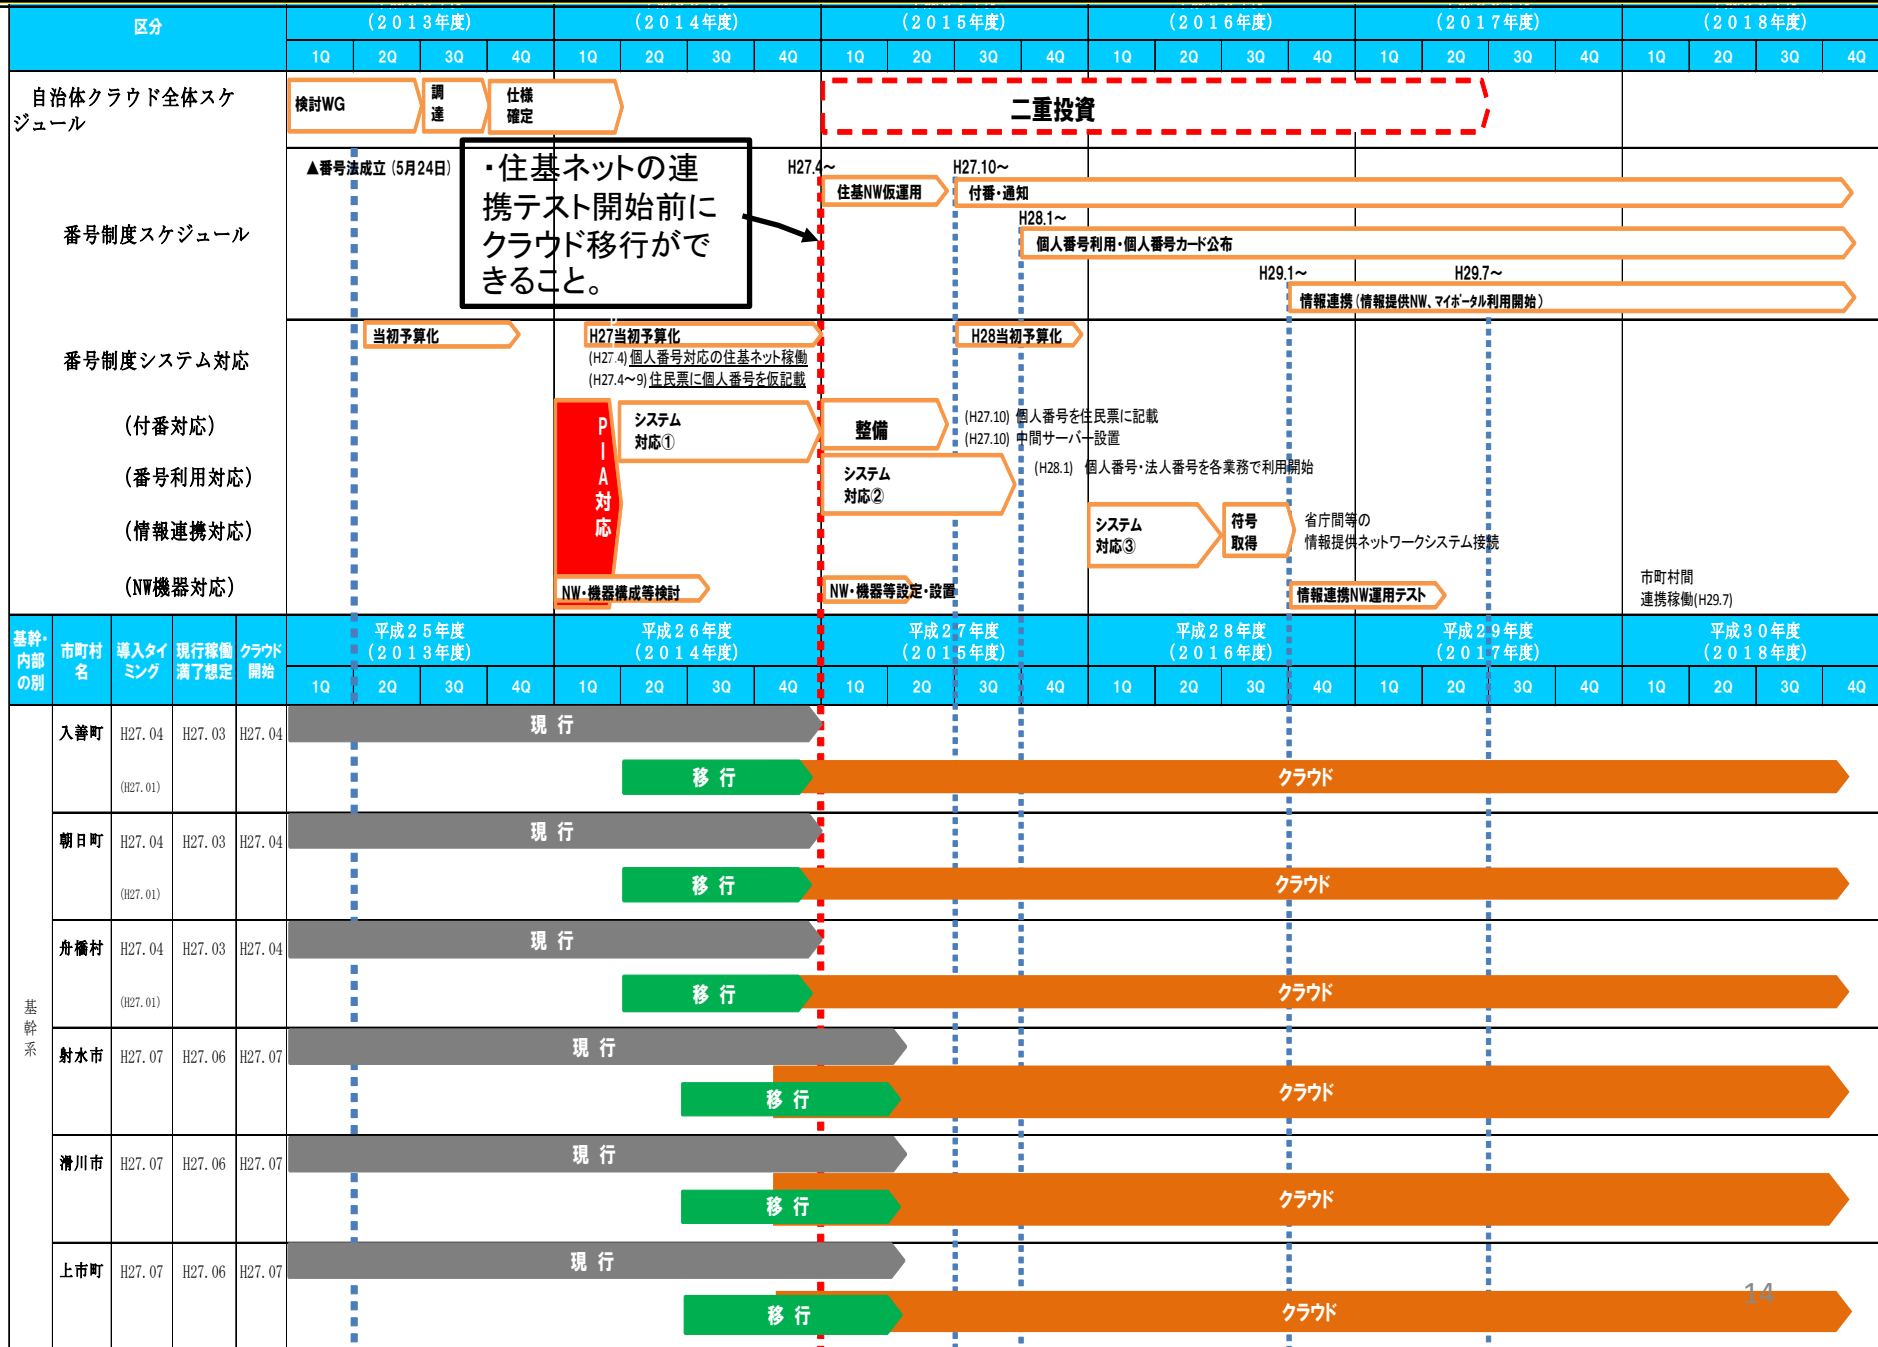 区分
(2013年度)
(2014年度)
(2015年度)
(2016年度)
(2017年度)
(2018年度)
1Q 2Q 3Q 4Q 1Q 2Q 3Q 4Q 1Q 2Q 3Q 4Q 1Q 2Q 3Q 4Q 1Q 2Q 3Q 4Q 1Q 2Q 3Q 4Q
自治体クラウド全体スケ
ジュール
検討WG
調
達
仕様
確定
二重投資
番号制度スケジュール
▲番号法成立(5月24日)
・住基ネットの連
携テスト開始前に
クラウド移行がで
きること。
H27.4~
住基NW仮運用
H27.10~
付番・通知
H28.1~
個人番号利用・個人番号カード公布
H29.1~
H29.7~
情報連携(情報提供NW、マイポータル利用開始)
番号制度システム対応
当初予算化
H27当初予算化
(H27.4)個人番号対応の住基ネット稼働
(H27.4~9)住民票に個人番号を仮記載
H28当初予算化
(付番対応)
PIA対応
システム
対応①
整備
(H27.10) 個人番号を住民票に記載
(H27.10) 中間サーバー設置
(番号利用対応)
システム
対応②
(H28.1) 個人番号・法人番号を各業務で利用開始
(情報連携対応)
システム
対応③
符号
取得
省庁間等の
情報提供ネットワークシステム接続
(NW機器対応)
NW・機器構成等検討
NW・機器等設定・設置
情報連携NW運用テスト
市町村間
連携稼働(H29.7)
基幹・
内部
の別
市町村
名
導入タイ
ミング
現行稼働
満了想定
クラウド
開始
平成25年度
(2013年度)
平成26年度
(2014年度)
平成27年度
(2015年度)
平成28年度
(2016年度)
平成29年度
(2017年度)
平成30年度
(2018年度)
1Q 2Q 3Q 4Q 1Q 2Q 3Q 4Q 1Q 2Q 3Q 4Q 1Q 2Q 3Q 4Q 1Q 2Q 3Q 4Q 1Q 2Q 3Q 4Q
基幹系
入善町 H27.04 H27.03 H27.04 現行
(H27.01) 移行 クラウド
朝日町 H27.04 H27.03 H27.04 現行
(H27.01) 移行 クラウド
舟橋村 H27.04 H27.03 H27.04 現行
(H27.01) 移行 クラウド
射水市 H27.07 H27.06 H27.07 現行
移行 クラウド
滑川市 H27.07 H27.06 H27.07 現行
移行 クラウド
上市町 H27.07 H27.06 H27.07 現行
移行 クラウド
14